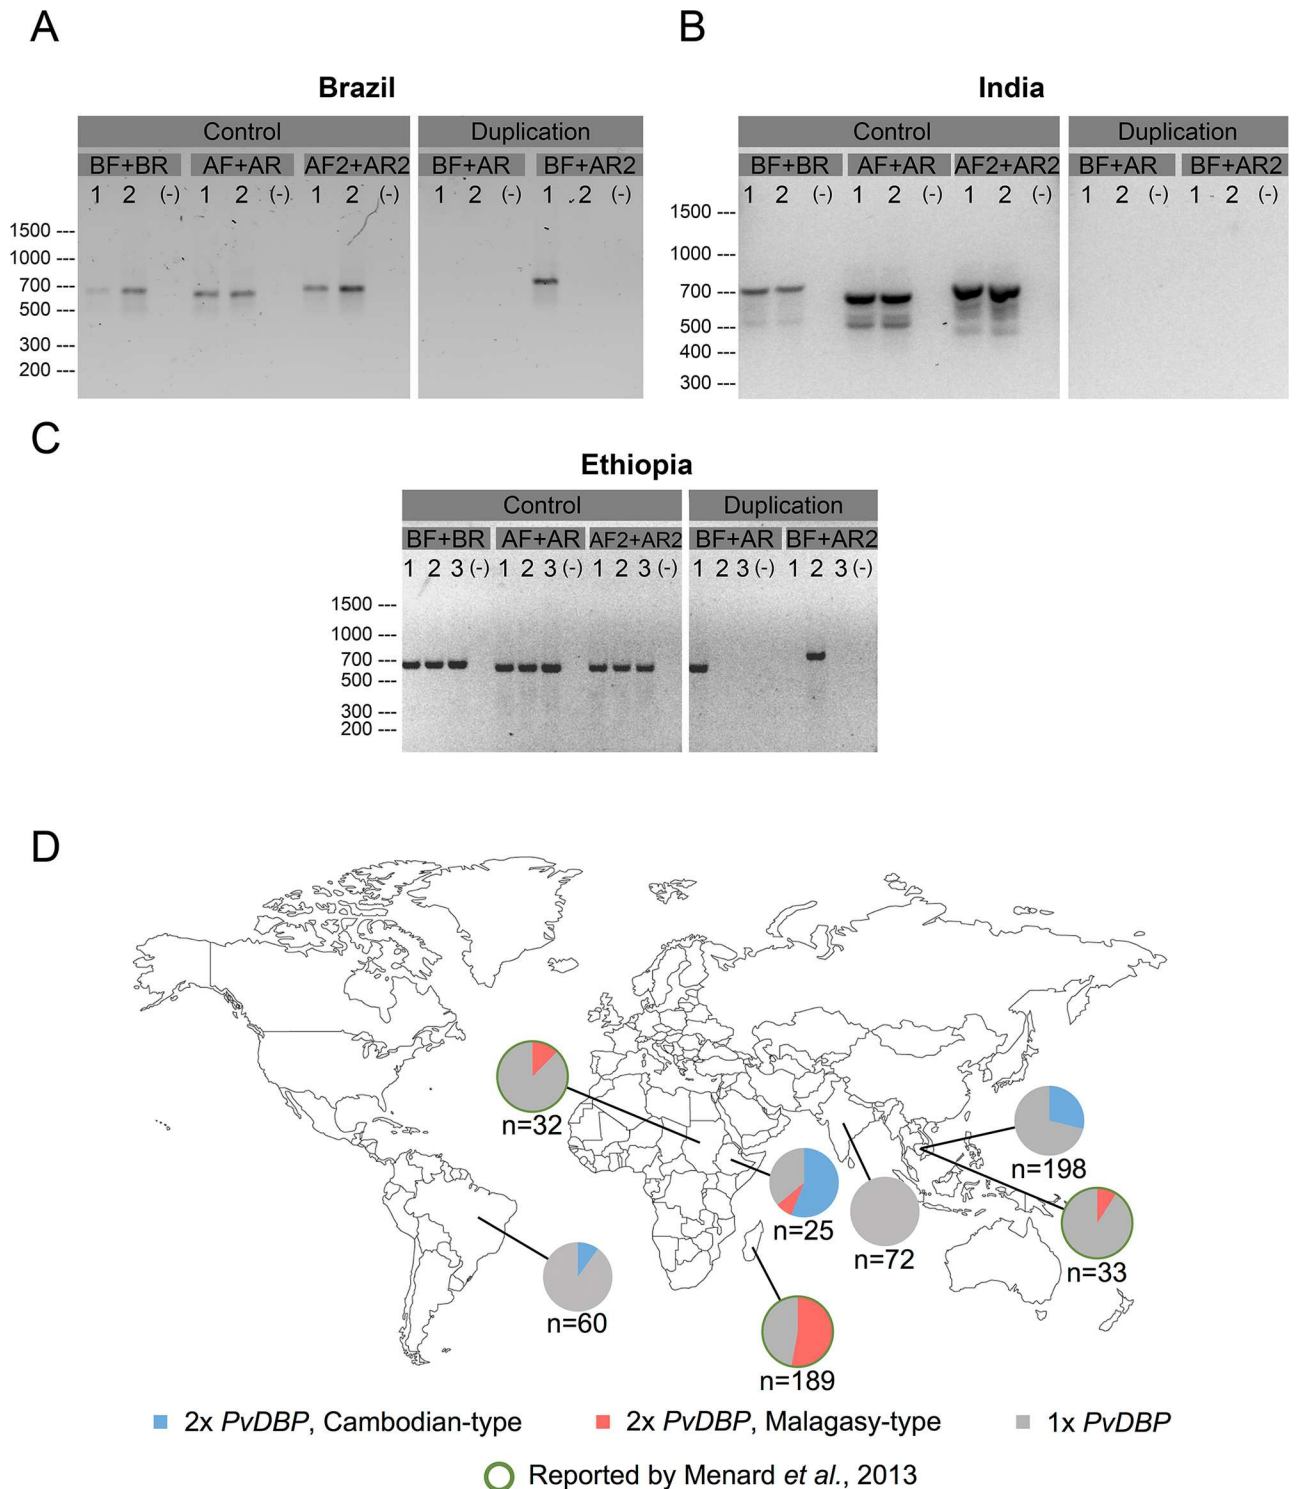 A
B
Brazil
India
Control Duplication
Control Duplication
BF+BR AF+AR AF2+AR2 BF+AR BF+AR2
BF+BR AF+AR AF2+AR2 BF+AR BF+AR2
1 2 (-) 1 2 (-) 1 2 (-) 1 2 (-) 1 2 (-)
1 2 (-) 1 2 (-) 1 2 (-) 1 2 (-) 1 2 (-)
1500 ---
1000 ---
700 ---
500 ---
300 ---
200 ---
1500 ---
1000 ---
700 ---
500 ---
400 ---
300 ---
C
Ethiopia
Control Duplication
BF+BR AF+AR AF2+AR2 BF+AR BF+AR2
1 2 3 (-) 1 2 3 (-) 1 2 3 (-) 1 2 3 (-) 1 2 3 (-)
1500 ---
1000 ---
700 ---
500 ---
300 ---
200 ---
D
n=32
n=198
n=25
n=72
n=33
n=60
n=189
2x PvDBP, Cambodian-type 2x PvDBP, Malagasy-type 1x PvDBP
Reported by Menard et al., 2013